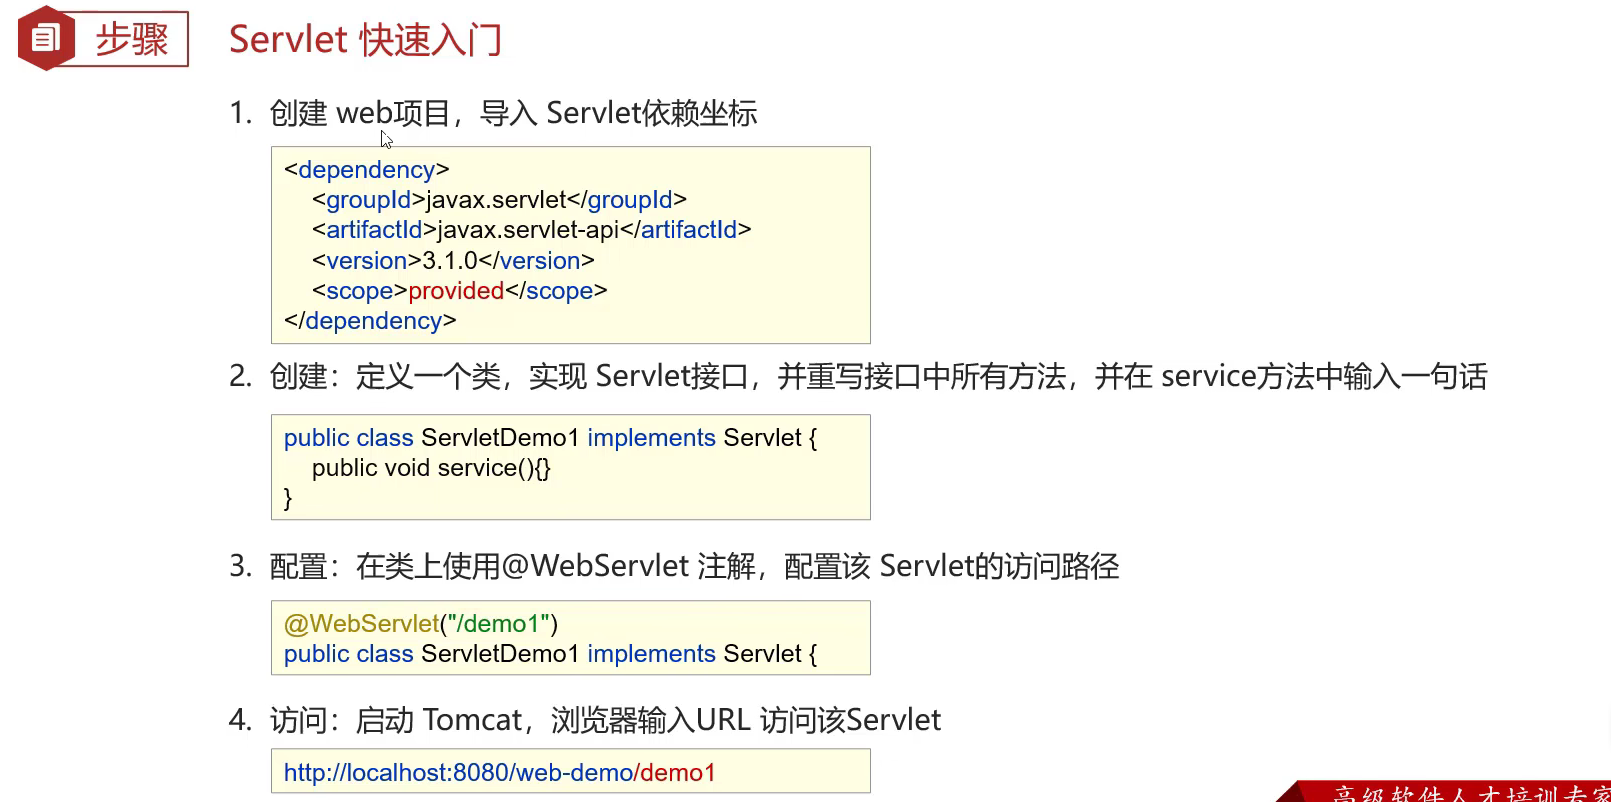 步骤
Servlet 快速入门
1. 创建 web项目，导入 Servlet依赖坐标
<dependency>
<groupId>javax.servlet</groupId>
<artifactId>javax.servlet-api</artifactId>
<version>3.1.0</version>
<scope>provided</scope>
</dependency>
2. 创建：定义一个类，实现 Servlet接口，并重写接口中所有方法，并在 service方法中输入一句话
public class ServletDemo1 implements Servlet {
public void service(){}
}
3. 配置：在类上使用@WebServlet 注解，配置该 Servlet的访问路径
@WebServlet("/demo1")
public class ServletDemo1 implements Servlet {
4. 访问：启动 Tomcat，浏览器输入URL 访问该Servlet
http://localhost:8080/web-demo/demo1
高级软件人才培训专家